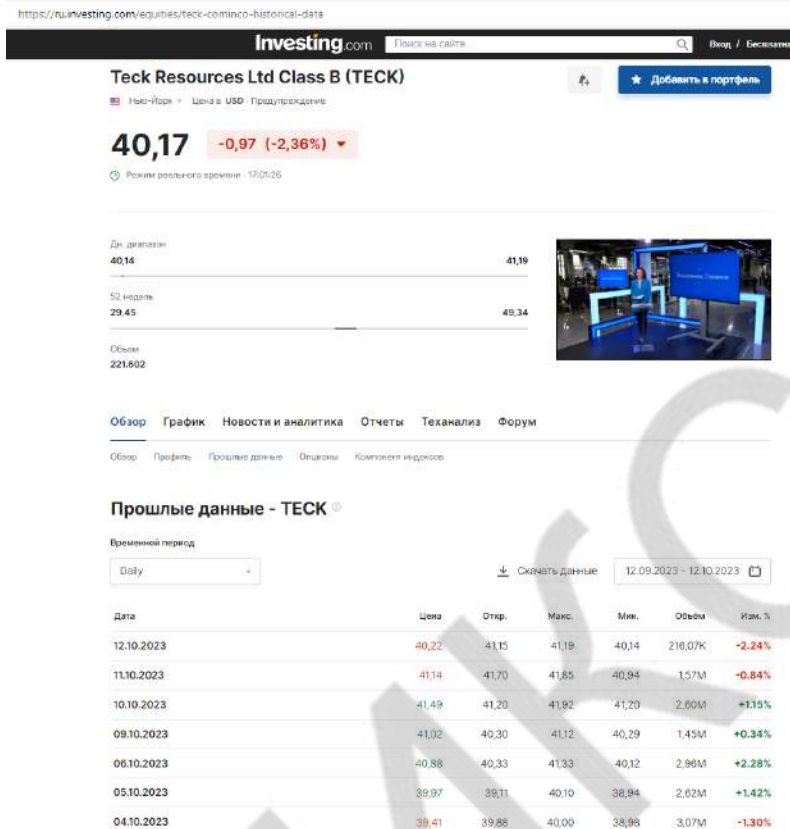 https://ru.investing.com/equities/teck-cominco-historical-data
Investing.com Поиск на сайте... Вход / Бесплатна
Teck Resources Ltd Class B (TECK)
Добавить в портфель
Нью-Йорк Цена в USD Предупреждение
40,17 -0,97 (-2,36%)
Режим реального времени · 17:01:26
Дн. диапазон
40,14 41,19
52 недель
29,45 49,34
Объём
221.602
Обзор График Новости и аналитика Отчеты Теханализ Форум
Обзор Профиль Прошлые данные Опционы Компонент индексов
Прошлые данные - TECK
Временной период
Daily Скачать данные 12.09.2023 - 12.10.2023
Дата Цена Откр. Макс. Мин. Объём Изм. %
12.10.2023 40,22 41,15 41,19 40,14 216,07K -2.24%
11.10.2023 41,14 41,70 41,85 40,94 1,57M -0.84%
10.10.2023 41,49 41,20 41,92 41,20 2,60M +1.15%
09.10.2023 41,02 40,30 41,12 40,29 1,45M +0.34%
06.10.2023 40,88 40,33 41,33 40,12 2,96M +2.28%
05.10.2023 39,97 39,11 40,10 38,94 2,62M +1.42%
04.10.2023 39,41 39,88 40,00 38,98 3,07M -1.30%